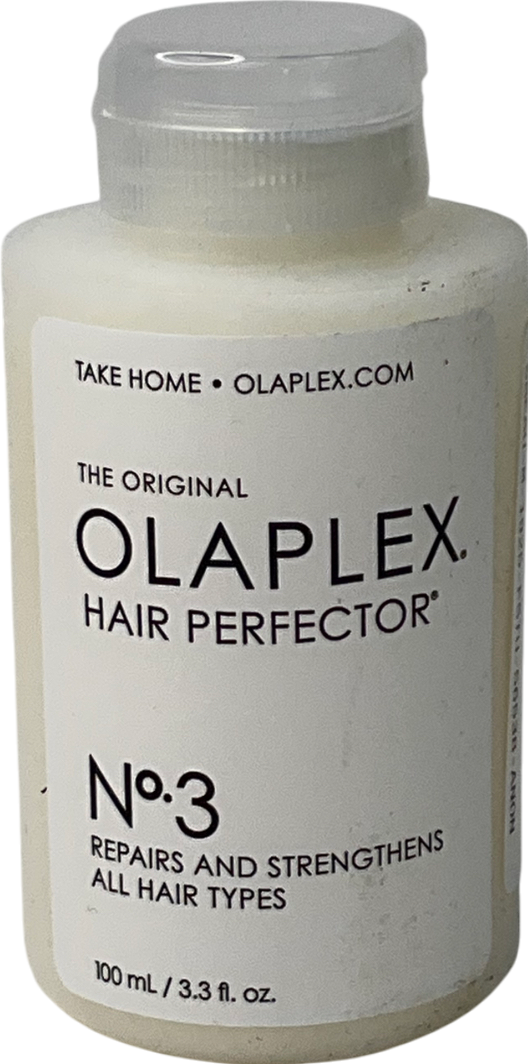 TAKE HOME • OLAPLEX.COM
THE ORIGINAL
OLAPLEX®
HAIR PERFECTOR®
Nº.3
REPAIRS AND STRENGTHENS
ALL HAIR TYPES
100 mL / 3.3 fl. oz.